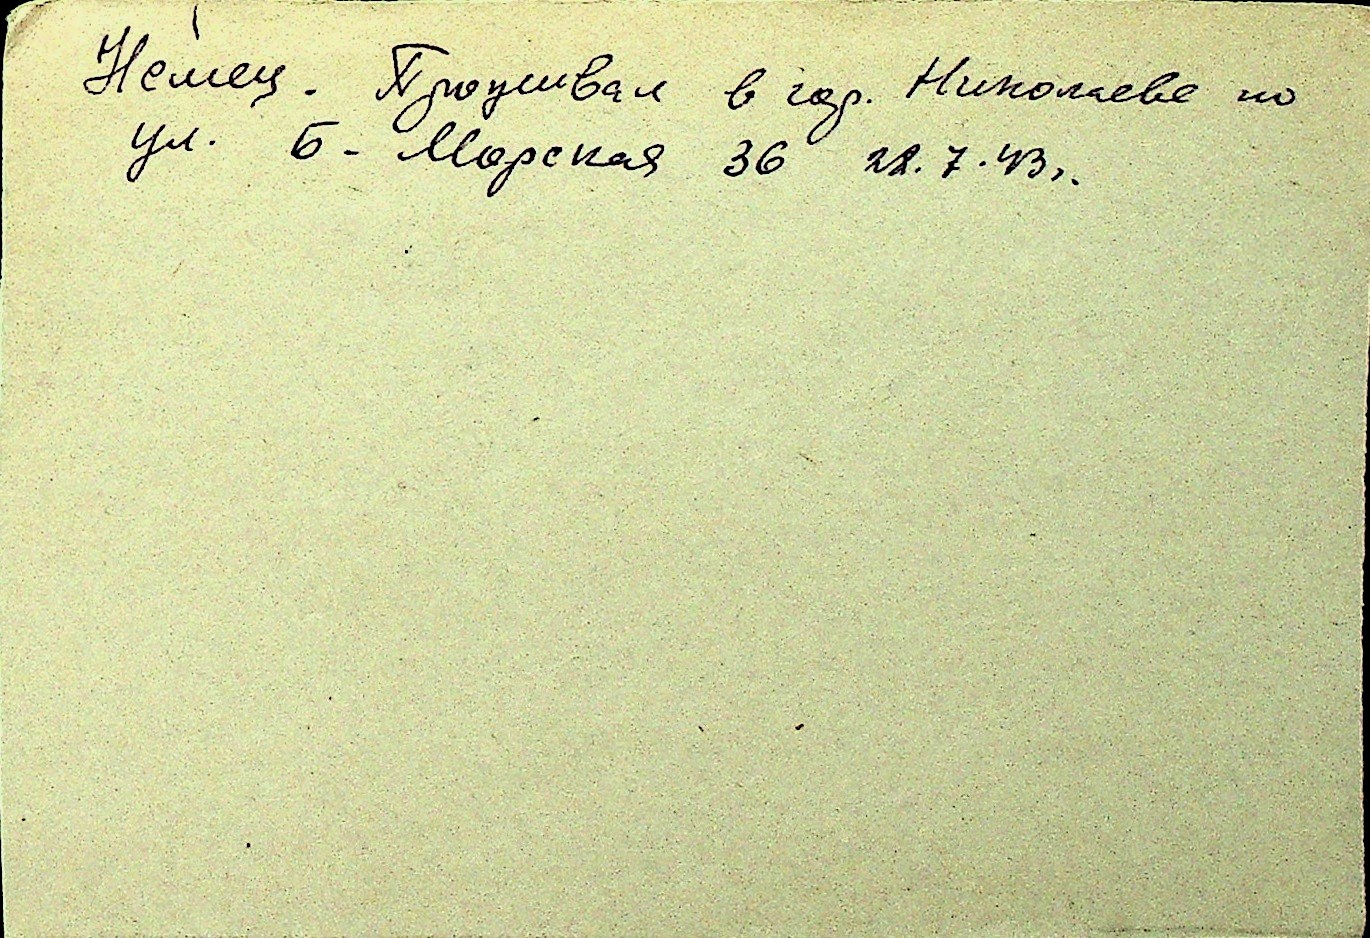 Немец. Проживал в гор. Николаеве по
ул. Б-Морская 36 22.7.43г.